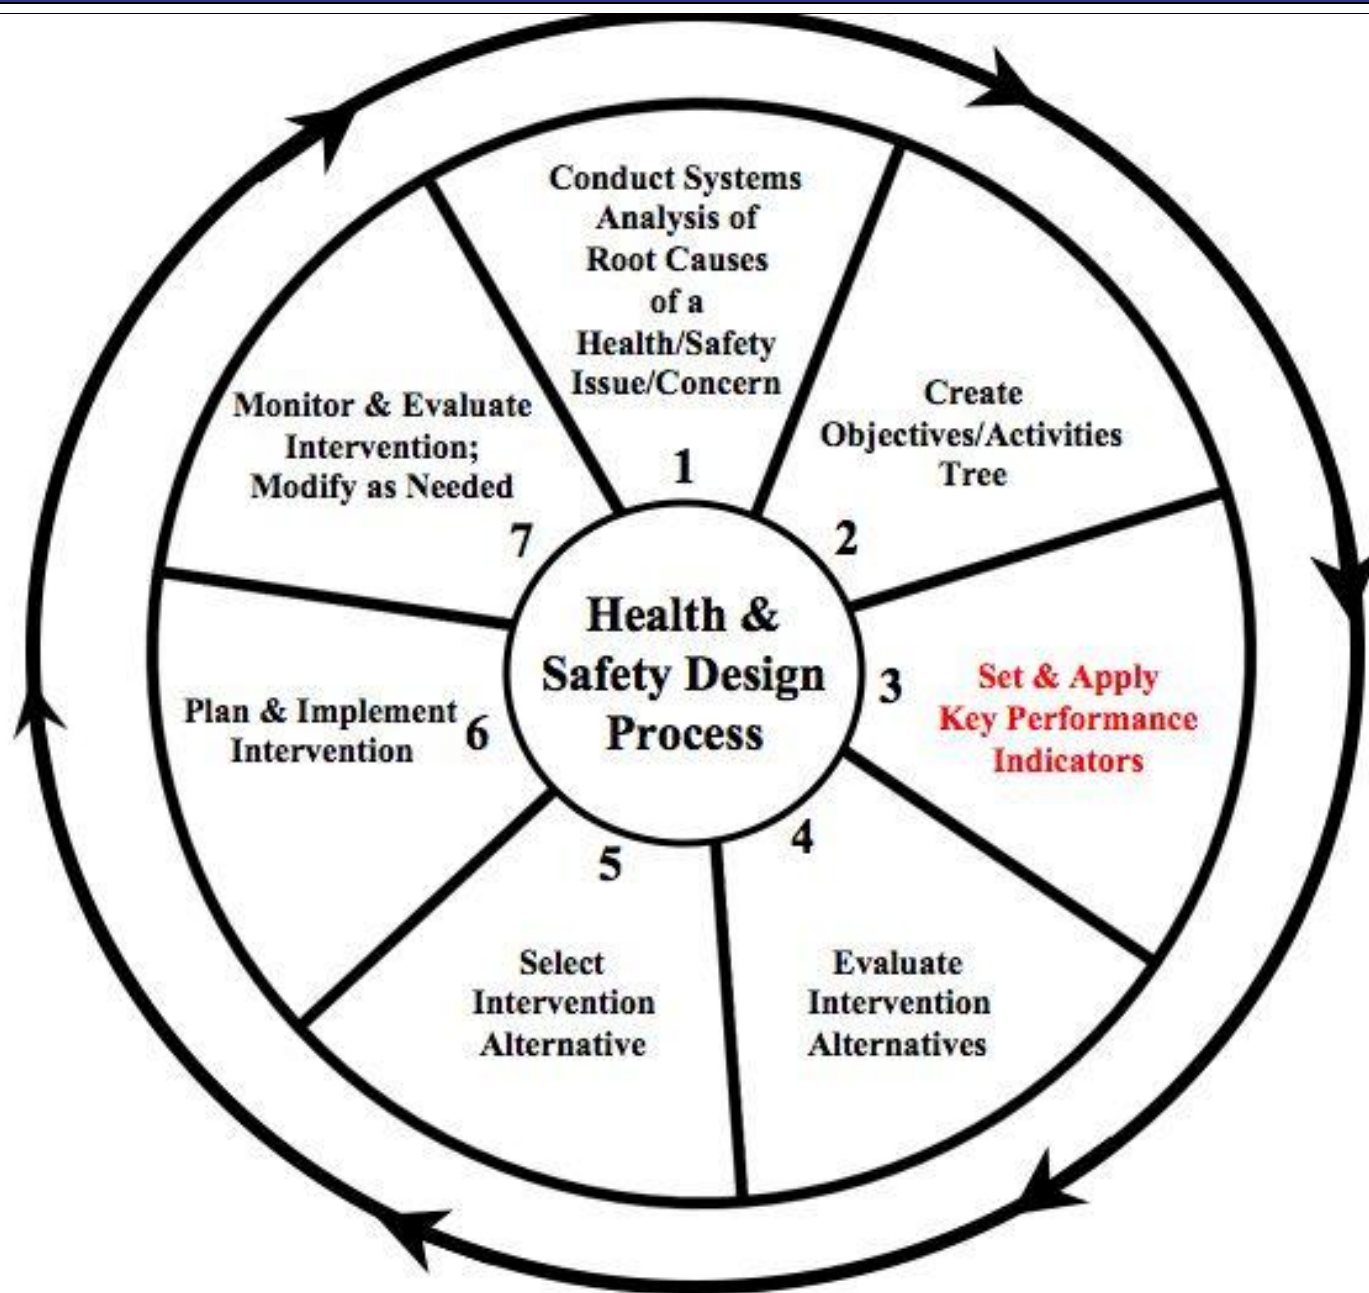 Conduct Systems
Analysis of
Root Causes
of a
Health/Safety
Issue/Concern
1
Create
Objectives/Activities
Tree
2
3
Set & Apply
Key Performance
Indicators
4
Evaluate
Intervention
Alternatives
5
Select
Intervention
Alternative
Plan & Implement
Intervention
6
Monitor & Evaluate
Intervention;
Modify as Needed
7
Health &
Safety Design
Process